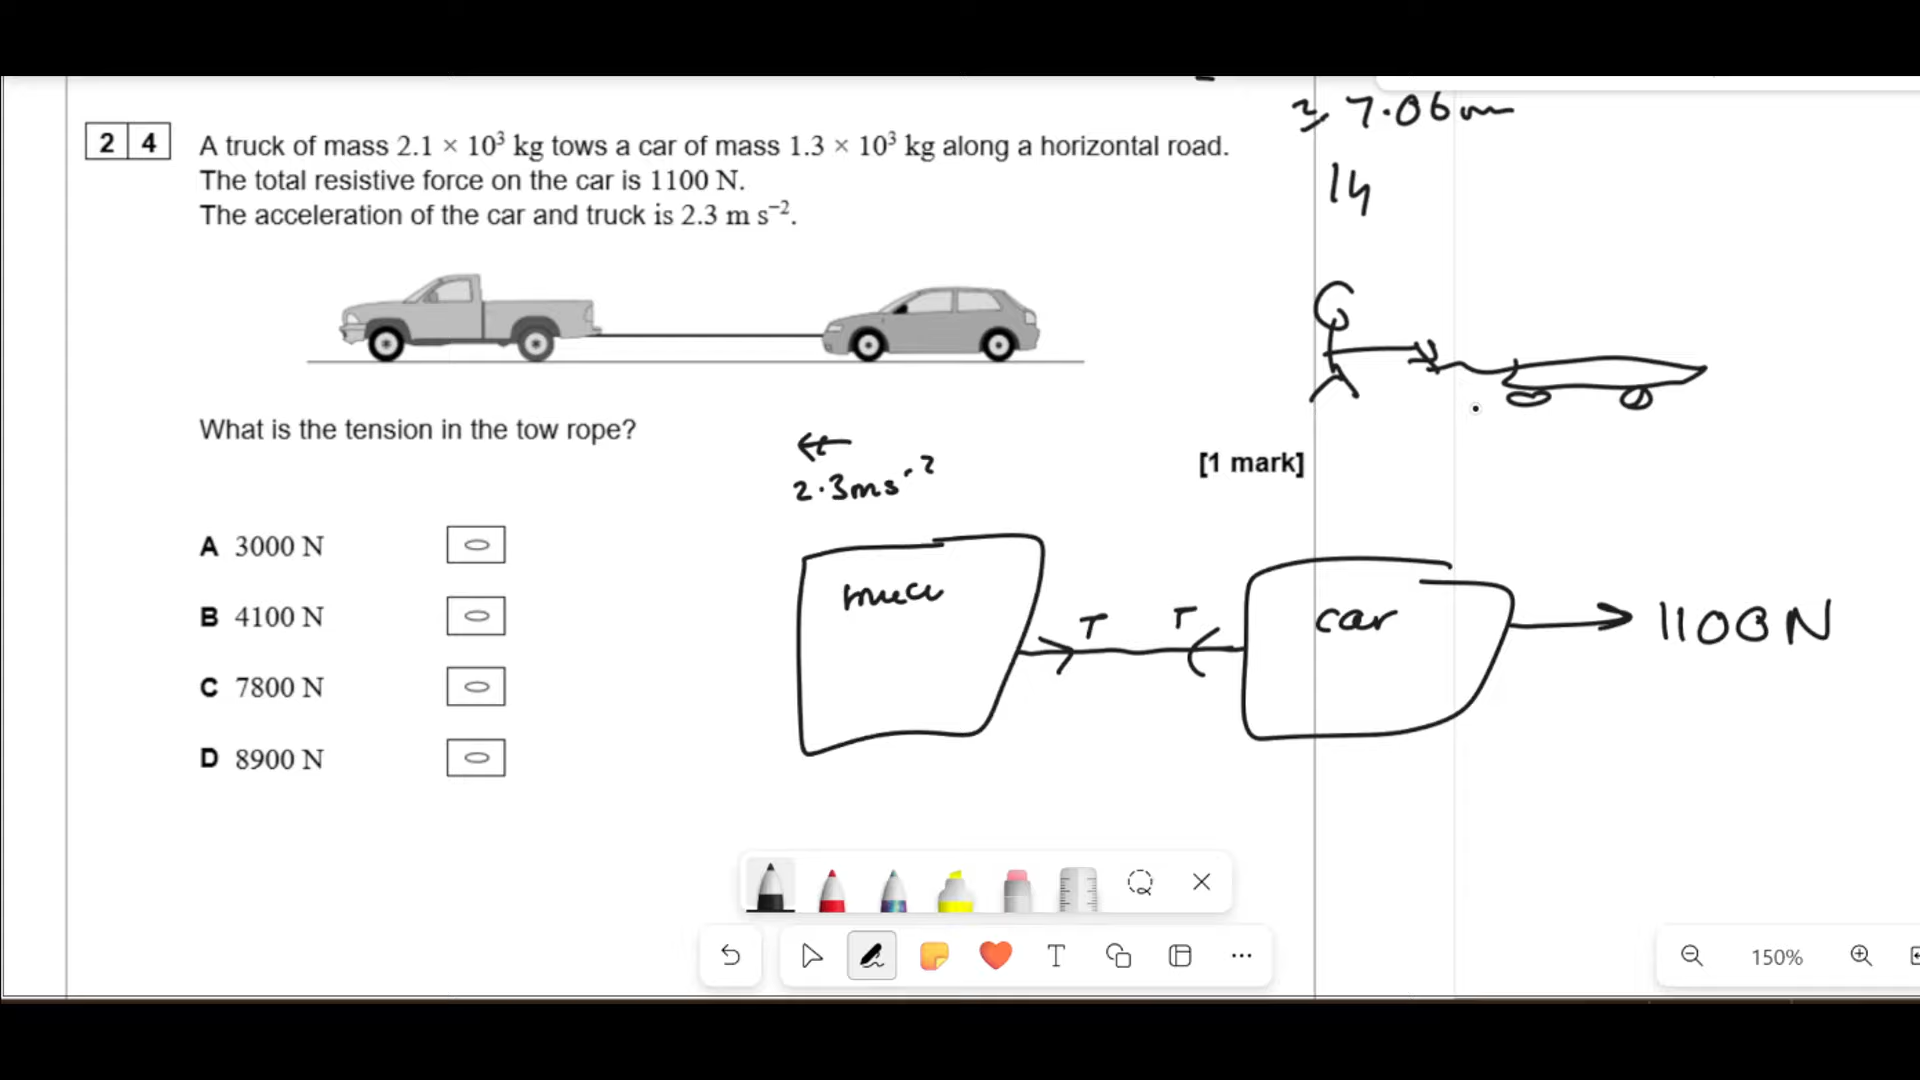 ≥ 7.06m
2 4 A truck of mass 2.1 × 10³ kg tows a car of mass 1.3 × 10³ kg along a horizontal road.
The total resistive force on the car is 1100 N.
The acceleration of the car and truck is 2.3 m s⁻².
14
What is the tension in the tow rope?
[1 mark]
2.3ms⁻²
A 3000 N
B 4100 N
C 7800 N
D 8900 N
truck
T T
car
1100 N
150%